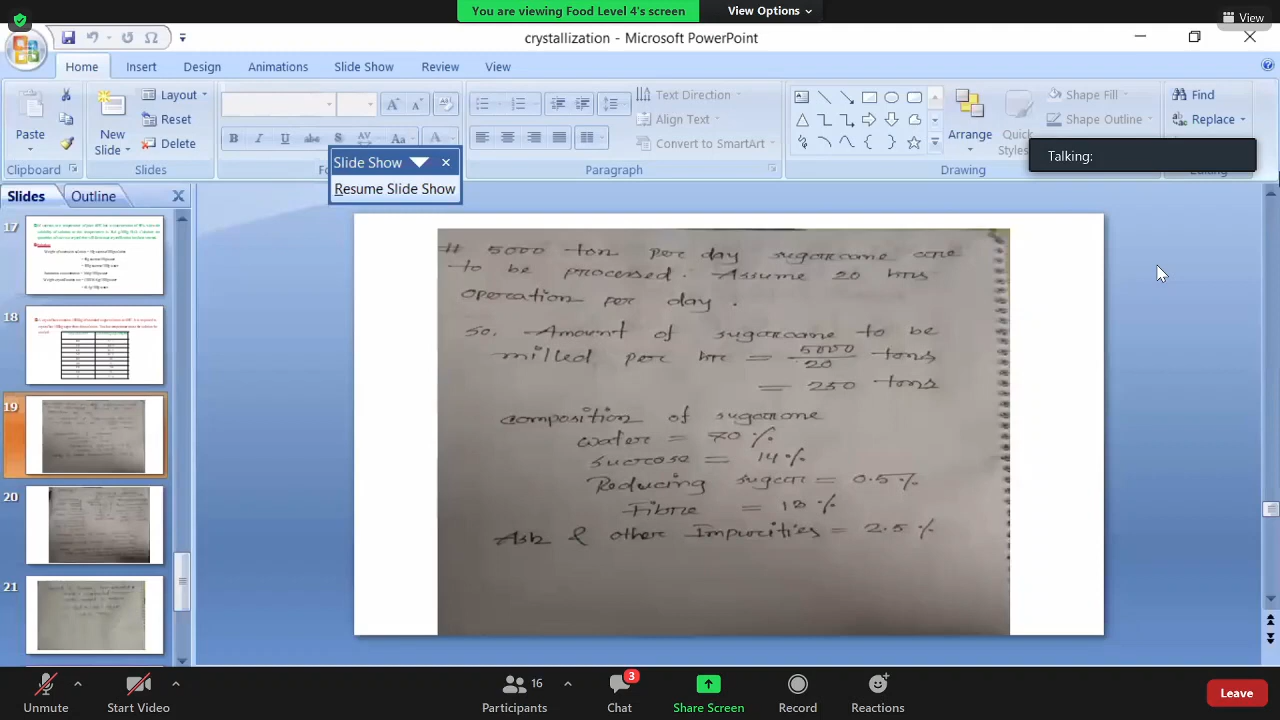 You are viewing Food Level 4's screen
View Options
View
crystallization - Microsoft PowerPoint
Home
Insert
Design
Animations
Slide Show
Review
View
Paste
Clipboard
New Slide
Layout
Reset
Delete
Slides
Paragraph
Text Direction
Align Text
Convert to SmartArt
Arrange
Quick Styles
Shape Fill
Shape Outline
Drawing
Find
Replace
Editing
Talking:
Slide Show
Resume Slide Show
Slides
Outline
17
18
19
20
21
# 5000 ton per day sugarcane are
to be processed. Assume 20 hrs
operation per day.
so amount of sugarcane to be
milled per hr = 5000/20 tons
= 250 tons
composition of sugarcane
water = 70 %
sucrose = 14 %
Reducing sugar = 0.5 %
Fibre = 13 %
Ash & other Impurities = 2.5 %
Unmute
Start Video
16
Participants
3
Chat
Share Screen
Record
Reactions
Leave